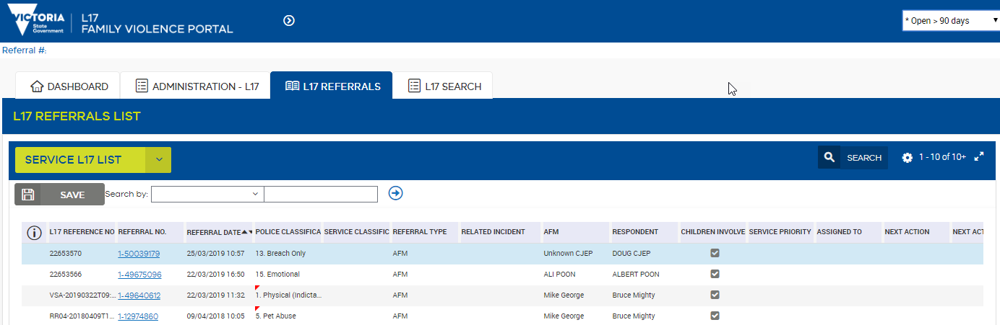 VICTORIA
State
Government
L17
FAMILY VIOLENCE PORTAL
* Open > 90 days
Referral #:
DASHBOARD
ADMINISTRATION - L17
L17 REFERRALS
L17 SEARCH
L17 REFERRALS LIST
SERVICE L17 LIST
SEARCH
1 - 10 of 10+
SAVE
Search by:
L17 REFERENCE NO REFERRAL NO. REFERRAL DATE POLICE CLASSIFICA SERVICE CLASSIFIC REFERRAL TYPE RELATED INCIDENT AFM RESPONDENT CHILDREN INVOLVE SERVICE PRIORITY ASSIGNED TO NEXT ACTION NEXT ACT
22653570 1-50039179 25/03/2019 10:57 13. Breach Only AFM Unknown CJEP DOUG CJEP
22653566 1-49675096 22/03/2019 16:50 15. Emotional AFM ALI POON ALBERT POON
VSA-20190322T09:... 1-49640612 22/03/2019 11:32 1. Physical (Indicta... AFM Mike George Bruce Mighty
RR04-20180409T1... 1-12974860 09/04/2018 10:05 5. Pet Abuse AFM Mike George Bruce Mighty